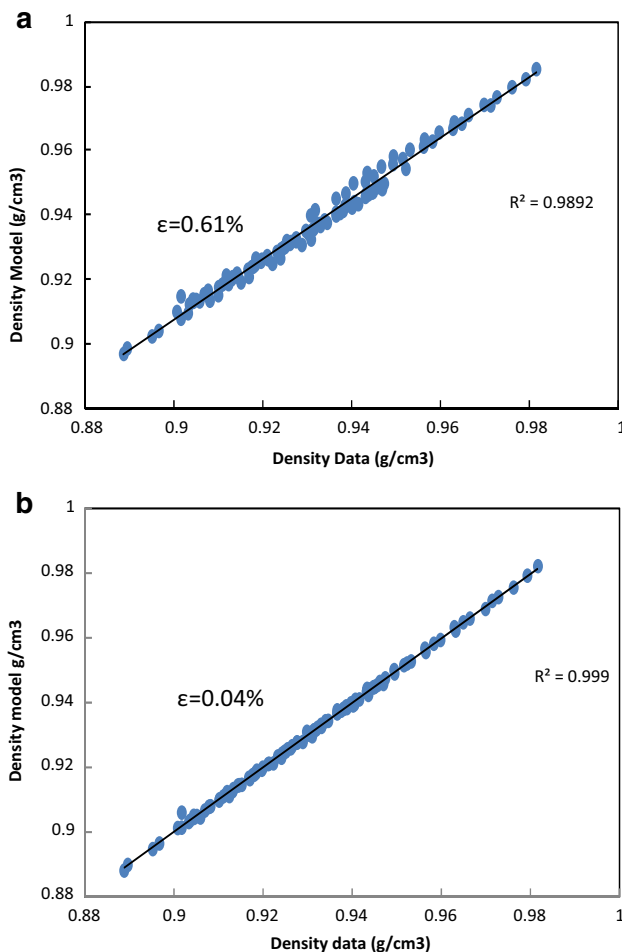 a
1
0.98
0.96
0.94
0.92
0.9
0.88
Density Model (g/cm3)
ε=0.61%
R² = 0.9892
0.88 0.9 0.92 0.94 0.96 0.98 1
Density Data (g/cm3)
b
1
0.98
0.96
0.94
0.92
0.9
0.88
Density model g/cm3
ε=0.04%
R² = 0.999
0.88 0.9 0.92 0.94 0.96 0.98 1
Density data (g/cm3)